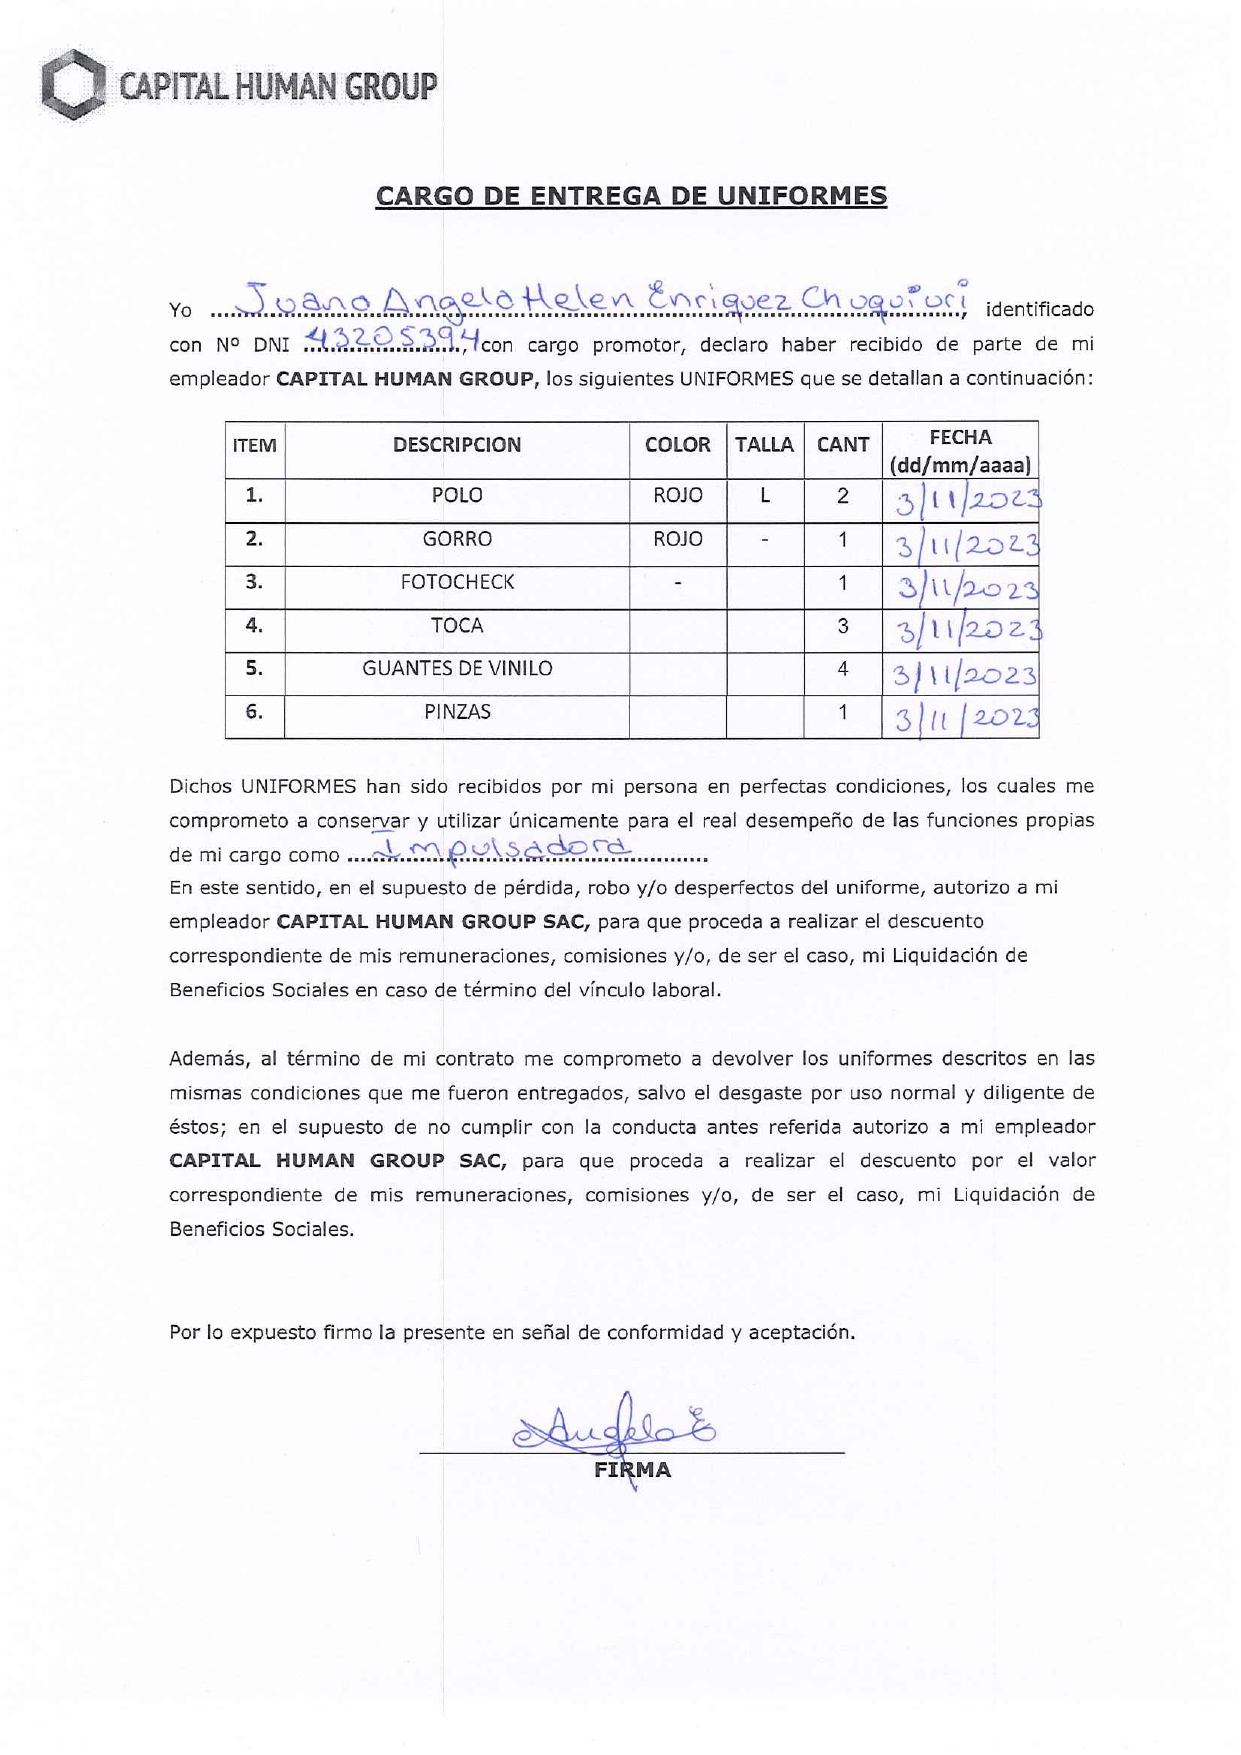 CAPITAL HUMAN GROUP
CARGO DE ENTREGA DE UNIFORMES
Yo Juana Angela Helen Enriquez Choquipuri, identificado
con Nº DNI 43205394, con cargo promotor, declaro haber recibido de parte de mi
empleador CAPITAL HUMAN GROUP, los siguientes UNIFORMES que se detallan a continuación:
ITEM DESCRIPCION COLOR TALLA CANT FECHA (dd/mm/aaaa)
1. POLO ROJO L 2 3/11/2023
2. GORRO ROJO - 1 3/11/2023
3. FOTOCHECK - 1 3/11/2023
4. TOCA 3 3/11/2023
5. GUANTES DE VINILO 4 3/11/2023
6. PINZAS 1 3/11/2023
Dichos UNIFORMES han sido recibidos por mi persona en perfectas condiciones, los cuales me
comprometo a conservar y utilizar únicamente para el real desempeño de las funciones propias
de mi cargo como Impulsadora
En este sentido, en el supuesto de pérdida, robo y/o desperfectos del uniforme, autorizo a mi
empleador CAPITAL HUMAN GROUP SAC, para que proceda a realizar el descuento
correspondiente de mis remuneraciones, comisiones y/o, de ser el caso, mi Liquidación de
Beneficios Sociales en caso de término del vínculo laboral.
Además, al término de mi contrato me comprometo a devolver los uniformes descritos en las
mismas condiciones que me fueron entregados, salvo el desgaste por uso normal y diligente de
éstos; en el supuesto de no cumplir con la conducta antes referida autorizo a mi empleador
CAPITAL HUMAN GROUP SAC, para que proceda a realizar el descuento por el valor
correspondiente de mis remuneraciones, comisiones y/o, de ser el caso, mi Liquidación de
Beneficios Sociales.
Por lo expuesto firmo la presente en señal de conformidad y aceptación.
Angela E
FIRMA